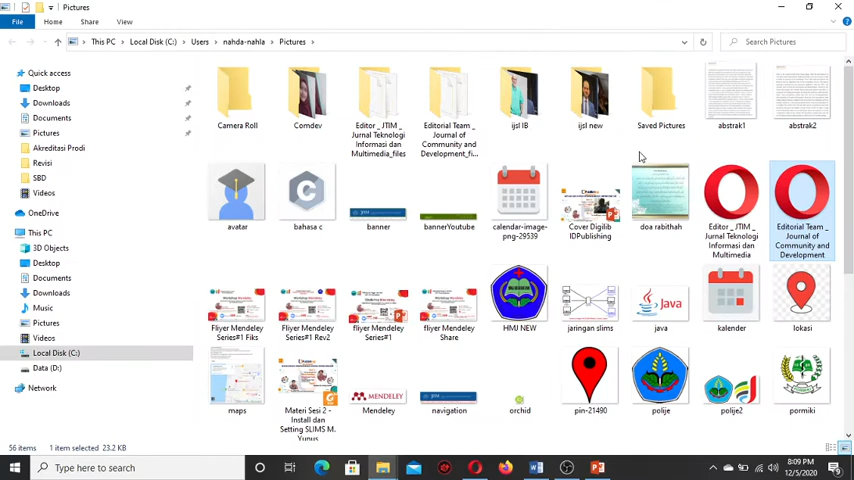 Pictures
File
Home
Share
View
This PC
Local Disk (C:)
Users
nahda-nahla
Pictures
Search Pictures
Quick access
Desktop
Downloads
Documents
Pictures
Akreditasi Prodi
Revisi
SBD
Videos
OneDrive
This PC
3D Objects
Desktop
Documents
Downloads
Music
Pictures
Videos
Local Disk (C:)
Data (D:)
Network
Camera Roll
Comdev
Editor _ JTIM _
Jurnal Teknologi
Informasi dan
Multimedia_files
Editorial Team _
Journal of
Community and
Development_fi...
ijsl IB
ijsl new
Saved Pictures
abstrak1
abstrak2
avatar
bahasa c
banner
bannerYoutube
calendar-image-
png-29539
Cover Digilib
IDPublishing
doa rabithah
Editor _ JTIM _
Jurnal Teknologi
Informasi dan
Multimedia
Editorial Team _
Journal of
Community and
Development
Fliyer Mendeley
Series#1 Fiks
Fliyer Mendeley
Series#1 Rev2
fliyer Mendeley
Series#1
fliyer Mendeley
Share
HMJ NEW
jaringan slims
Java
java
kalender
lokasi
maps
Materi Sesi 2 -
Install dan
Setting SLIMS M.
Yunus
MENDELEY
Mendeley
navigation
orchid
pin-21490
polije
polije2
pormiki
56 items
1 item selected 23.2 KB
Type here to search
8:09 PM
12/5/2020